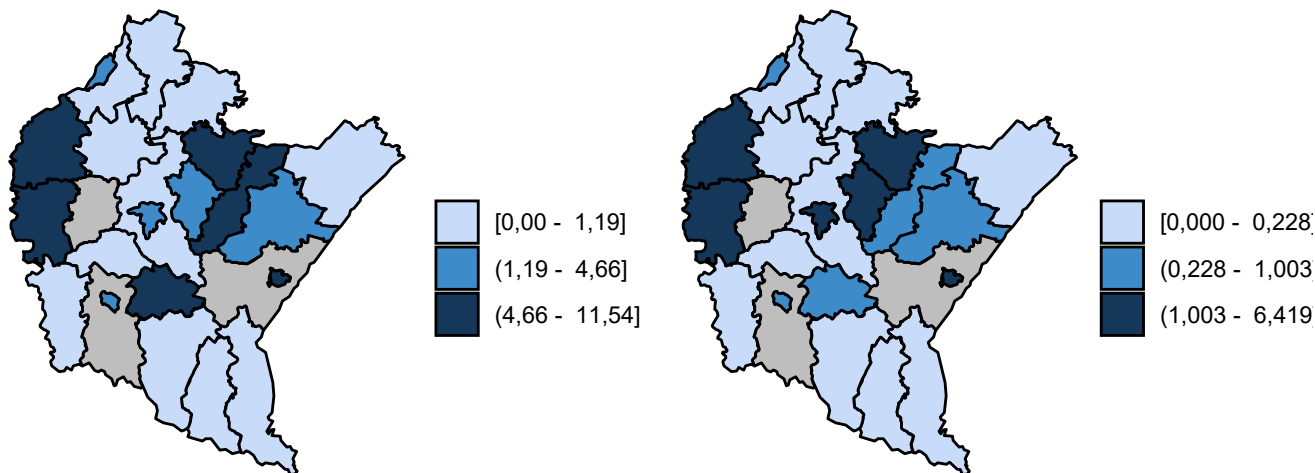 [0,00 - 1,19]
(1,19 - 4,66]
(4,66 - 11,54]
[0,000 - 0,228]
(0,228 - 1,003]
(1,003 - 6,419]